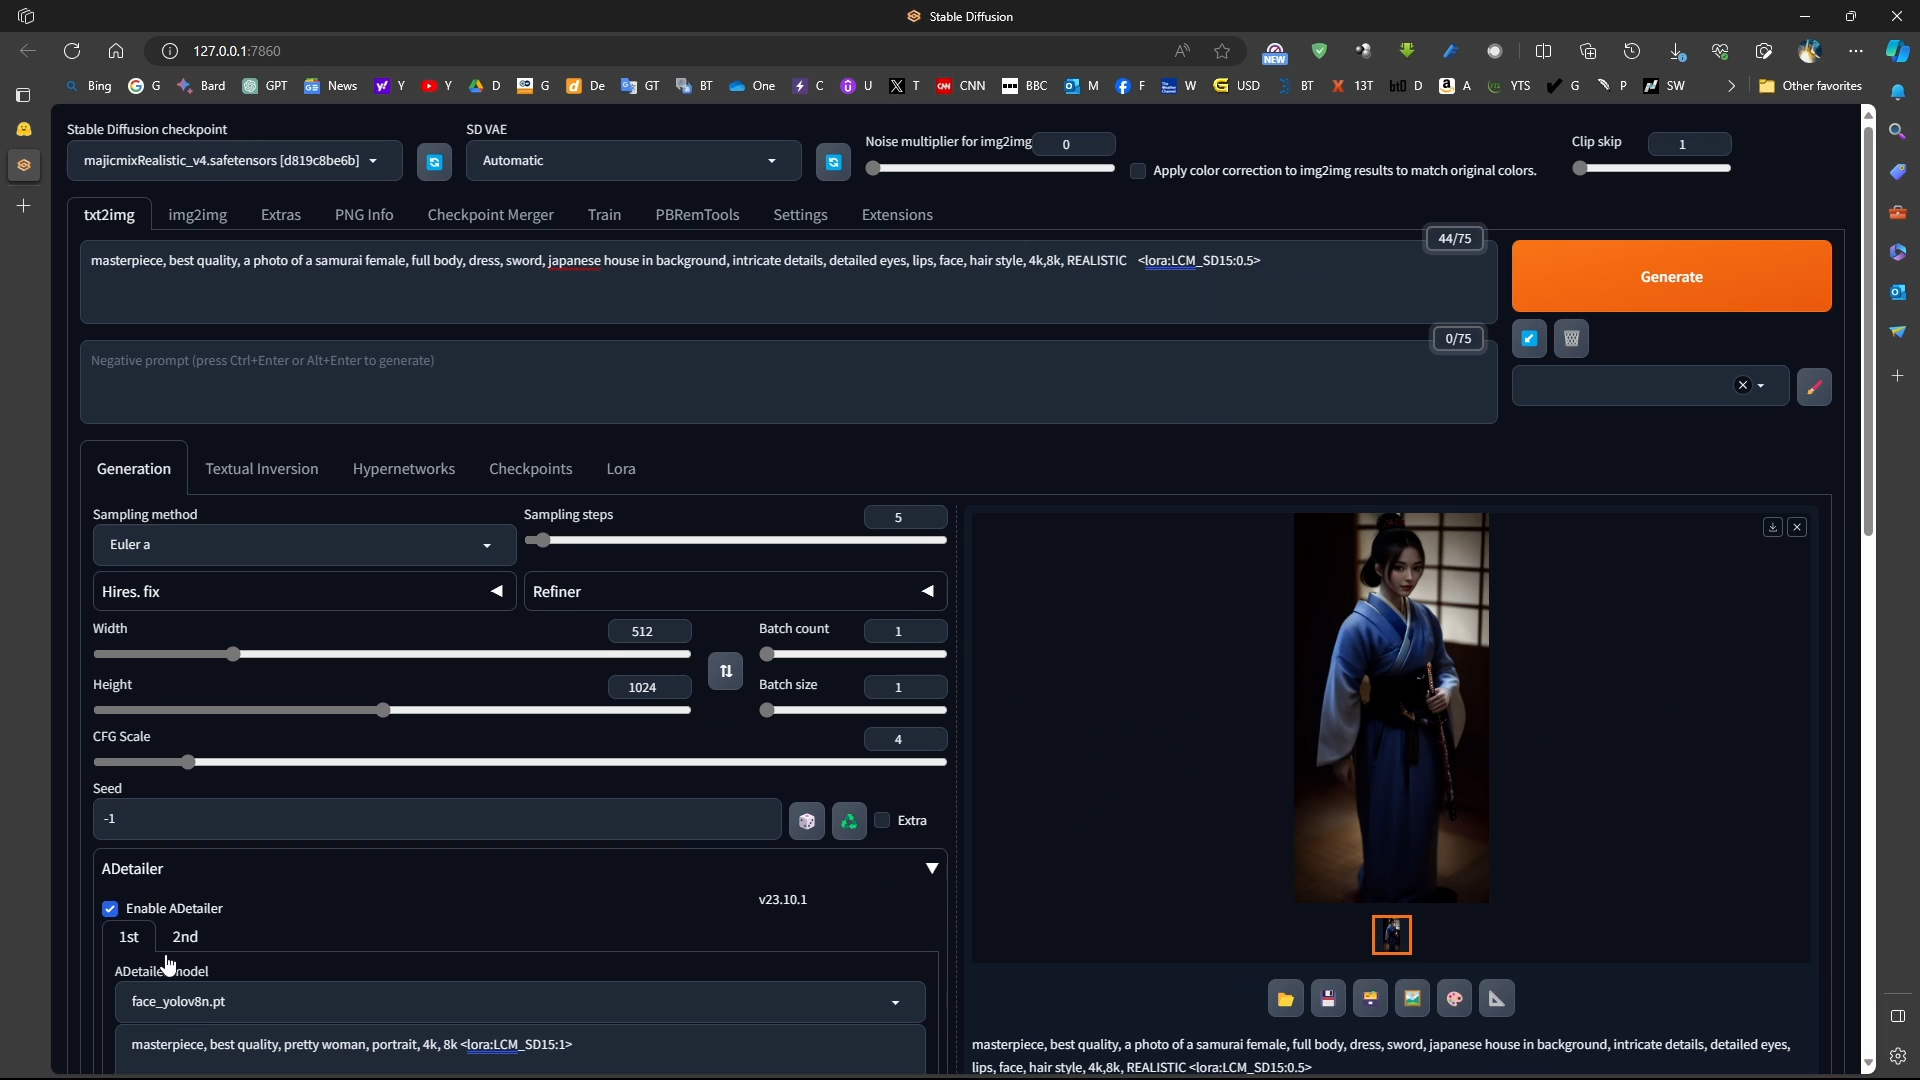 Stable Diffusion
127.0.0.1:7860
NEW
Bing G Bard GPT News Y Y D G De GT BT One C U T CNN BBC M F W USD BT 13T D A YTS G P SW Other favorites
Stable Diffusion checkpoint
majicmixRealistic_v4.safetensors [d819c8be6b]
SD VAE
Automatic
Noise multiplier for img2img 0
Apply color correction to img2img results to match original colors.
Clip skip 1
txt2img img2img Extras PNG Info Checkpoint Merger Train PBRemTools Settings Extensions
44/75
masterpiece, best quality, a photo of a samurai female, full body, dress, sword, japanese house in background, intricate details, detailed eyes, lips, face, hair style, 4k,8k, REALISTIC <lora:LCM_SD15:0.5>
Generate
0/75
Negative prompt (press Ctrl+Enter or Alt+Enter to generate)
Generation Textual Inversion Hypernetworks Checkpoints Lora
Sampling method
Euler a
Sampling steps 5
Hires. fix
Refiner
Width 512
Batch count 1
Height 1024
Batch size 1
CFG Scale 4
Seed
-1
Extra
ADetailer
Enable ADetailer
v23.10.1
1st 2nd
face_yolov8n.pt
masterpiece, best quality, pretty woman, portrait, 4k, 8k <lora:LCM_SD15:1>
masterpiece, best quality, a photo of a samurai female, full body, dress, sword, japanese house in background, intricate details, detailed eyes,
lips, face, hair style, 4k,8k, REALISTIC <lora:LCM_SD15:0.5>